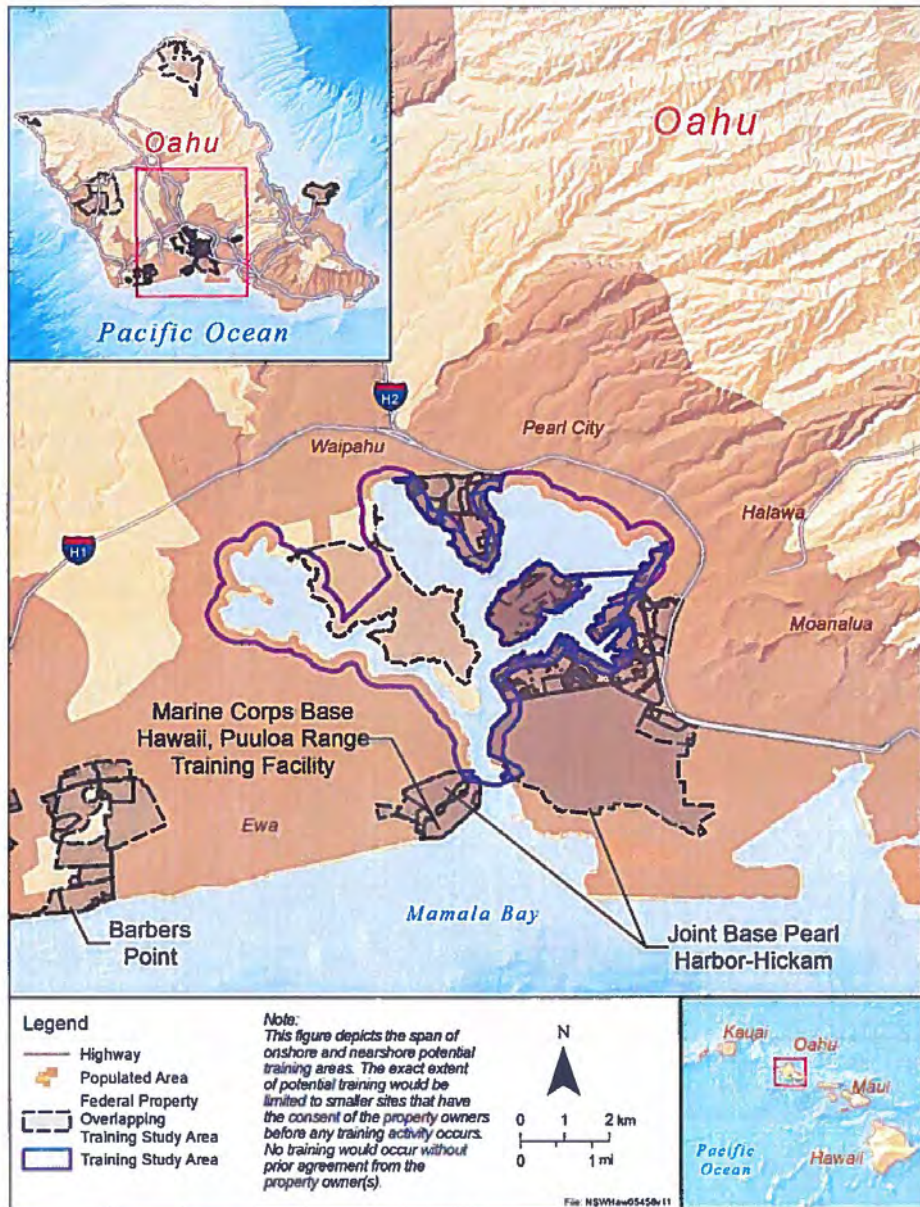 Oahu
Pacific Ocean
Oahu
H2
Pearl City
Waipahu
Halawa
H1
Moanalua
Marine Corps Base
Hawaii, Puuloa Range
Training Facility
Ewa
Mamala Bay
Barbers
Point
Joint Base Pearl
Harbor-Hickam
Legend
Highway
Populated Area
Federal Property
Overlapping
Training Study Area
Training Study Area
Note:
This figure depicts the span of
onshore and nearshore potential
training areas. The exact extent
of potential training would be
limited to smaller sites that have
the consent of the property owners
before any training activity occurs.
No training would occur without
prior agreement from the
property owner(s).
N
0 1 2 km
0 1 mi
Kauai
Oahu
Maui
Pacific
Ocean
Hawaii